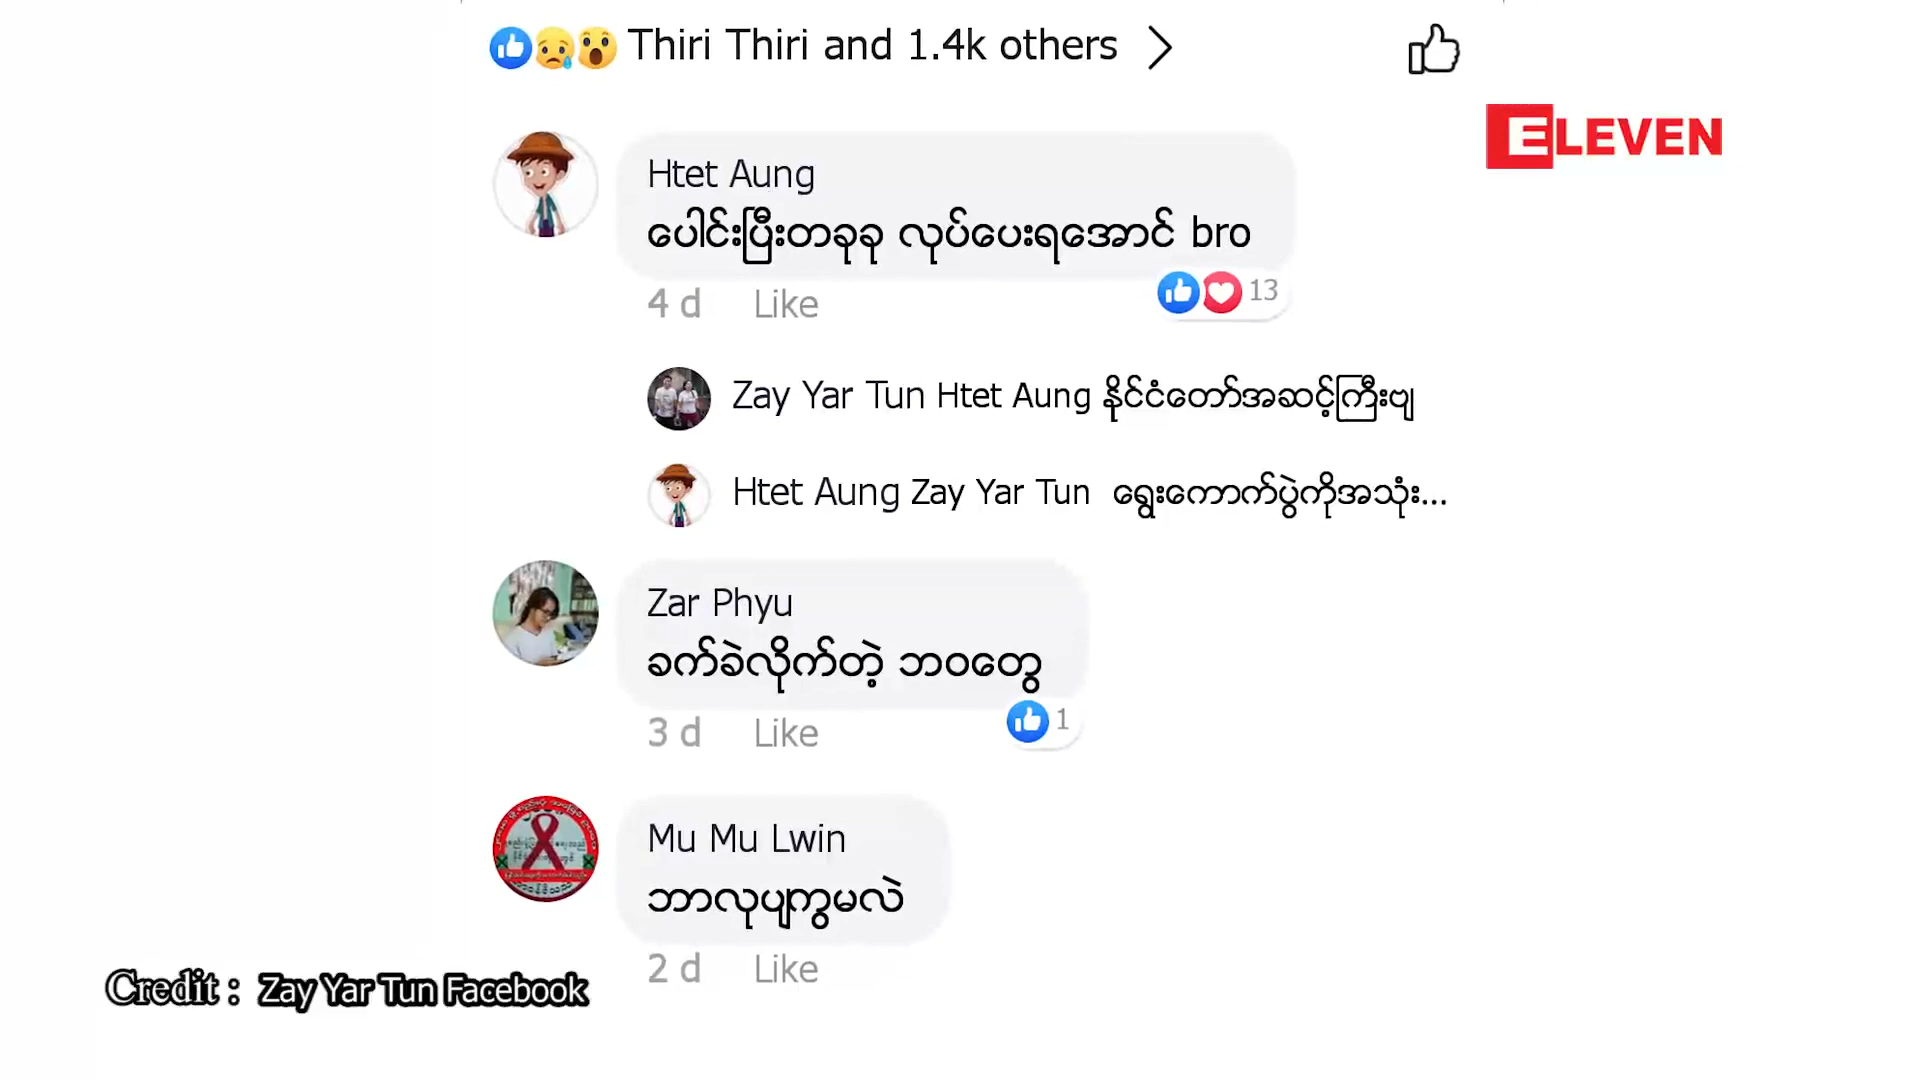 Thiri Thiri and 1.4k others
ELEVEN
Htet Aung
ပေါင်းပြီးတခုခု လုပ်ပေးရအောင် bro
4 d Like
13
Zay Yar Tun Htet Aung နိုင်ငံတော်အဆင့်ကြီးဗျ
Htet Aung Zay Yar Tun ရွေးကောက်ပွဲကိုအသုံး...
Zar Phyu
ခက်ခဲလိုက်တဲ့ ဘဝတွေ
3 d Like
1
Mu Mu Lwin
ဘာလုပျကွမလဲ
2 d Like
Credit : Zay Yar Tun Facebook